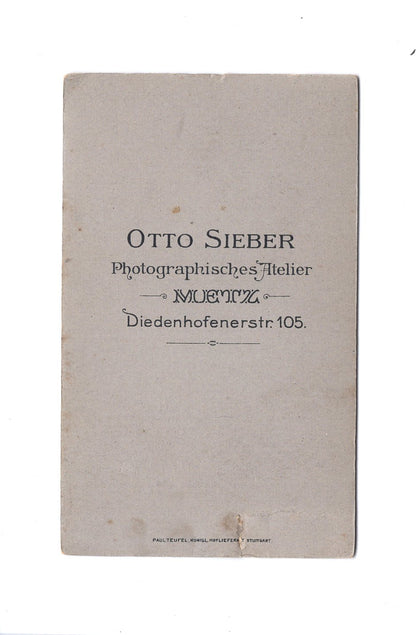 OTTO SIEBER
Photographisches Atelier
METZ
Diedenhofenerstr. 105.
PAUL TEUFEL, KÖNIGL. HOFLIEFERANT STUTTGART